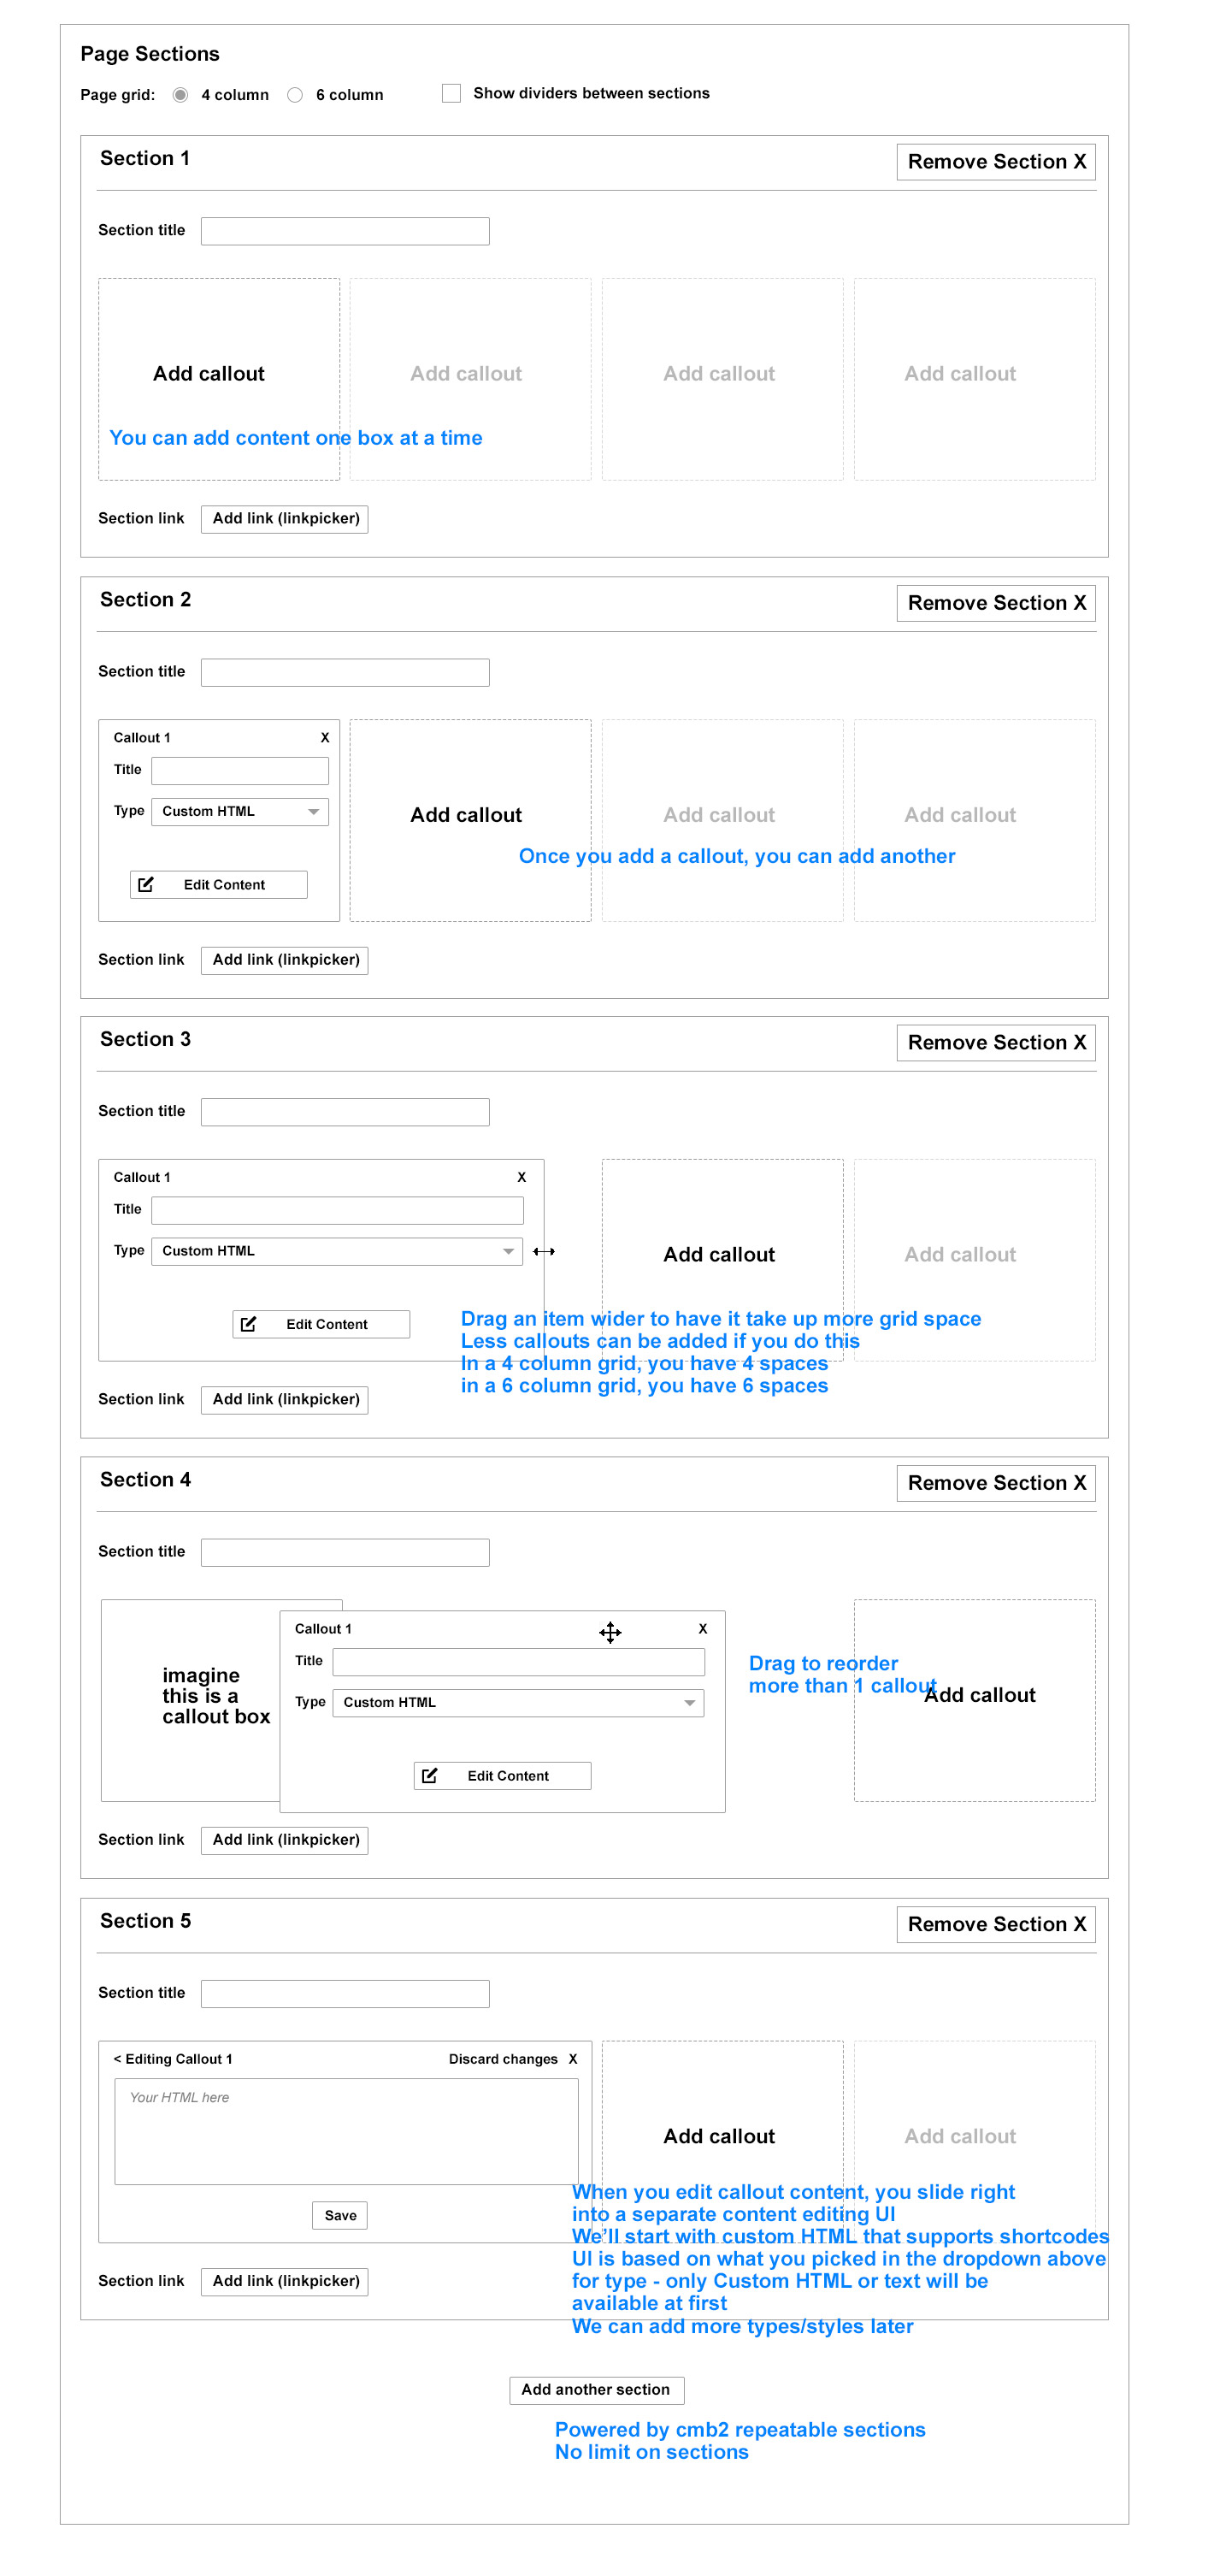 Page Sections
Page grid: 4 column 6 column Show dividers between sections
Section 1 Remove Section X
Section title
Add callout Add callout Add callout Add callout
You can add content one box at a time
Section link Add link (linkpicker)
Section 2 Remove Section X
Section title
Callout 1 X
Title
Type Custom HTML
Edit Content
Add callout Add callout Add callout
Once you add a callout, you can add another
Section link Add link (linkpicker)
Section 3 Remove Section X
Section title
Callout 1 X
Title
Type Custom HTML
Edit Content
Add callout Add callout
Drag an item wider to have it take up more grid space
Less callouts can be added if you do this
In a 4 column grid, you have 4 spaces
in a 6 column grid, you have 6 spaces
Section link Add link (linkpicker)
Section 4 Remove Section X
Section title
imagine
this is a
callout box
Callout 1 X
Title
Type Custom HTML
Edit Content
Drag to reorder
more than 1 callout
Add callout
Section link Add link (linkpicker)
Section 5 Remove Section X
Section title
< Editing Callout 1 Discard changes X
Your HTML here
Save
Add callout Add callout
When you edit callout content, you slide right
into a separate content editing UI
We'll start with custom HTML that supports shortcodes
UI is based on what you picked in the dropdown above
for type - only Custom HTML or text will be
available at first
We can add more types/styles later
Section link Add link (linkpicker)
Add another section
Powered by cmb2 repeatable sections
No limit on sections